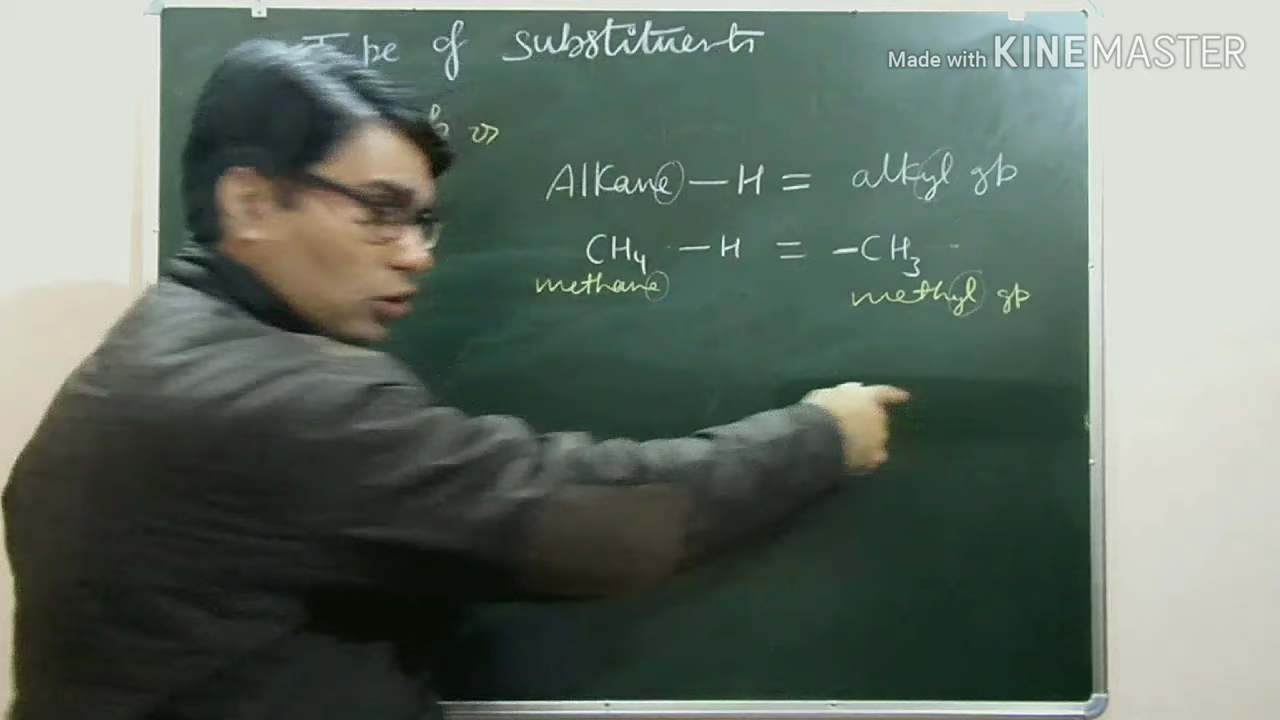 Type of substituents
Made with KINEMASTER
Alkane — H = alkyl gp
CH4 — H = -CH3
methane methyl gp